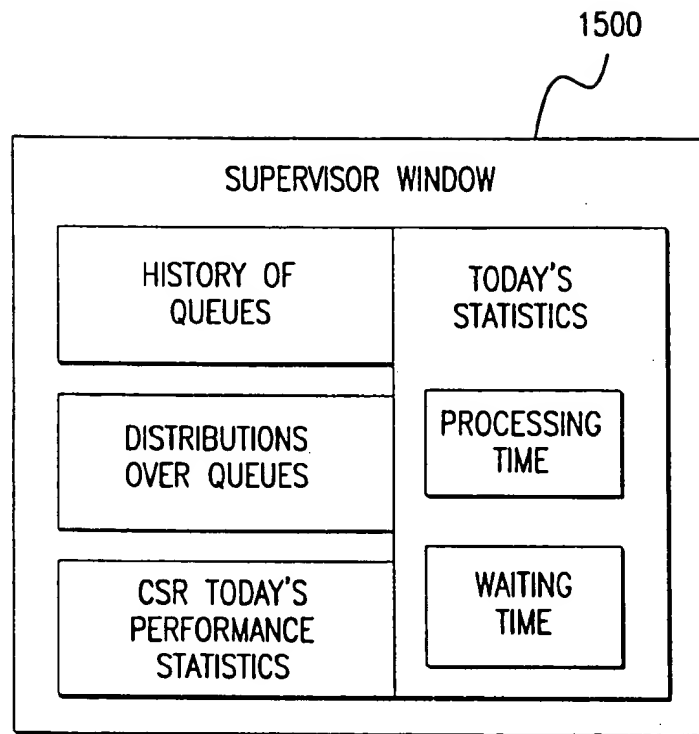 1500
SUPERVISOR WINDOW
HISTORY OF
QUEUES
DISTRIBUTIONS
OVER QUEUES
CSR TODAY'S
PERFORMANCE
STATISTICS
TODAY'S
STATISTICS
PROCESSING
TIME
WAITING
TIME